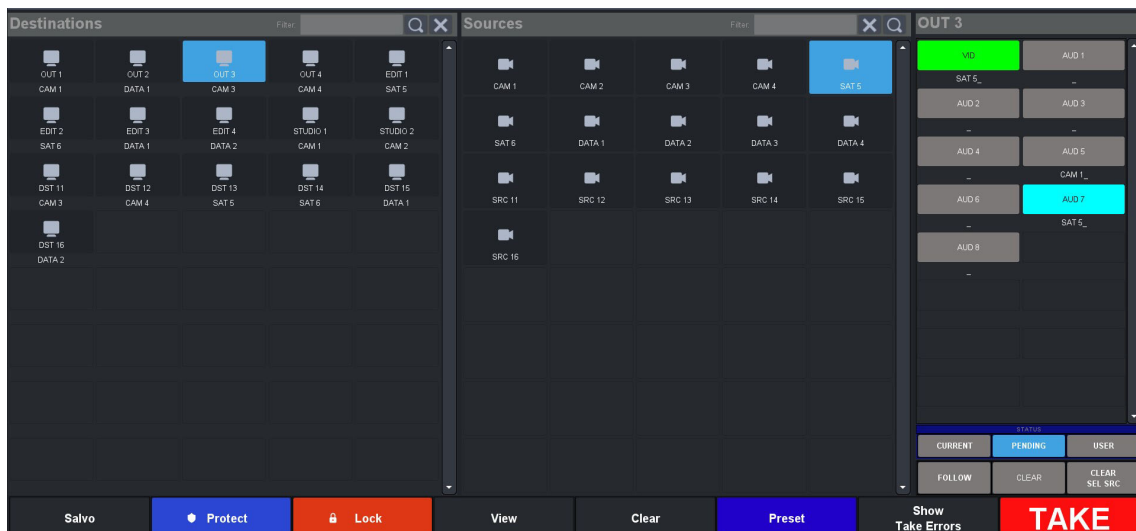 Destinations Filter
Sources Filter
OUT 3
OUT 1 OUT 2 OUT 3 OUT 4 EDIT 1
CAM 1 DATA 1 CAM 3 CAM 4 SAT 5
EDIT 2 EDIT 3 EDIT 4 STUDIO 1 STUDIO 2
SAT 6 DATA 1 DATA 2 CAM 1 CAM 2
DST 11 DST 12 DST 13 DST 14 DST 15
CAM 3 CAM 4 SAT 5 SAT 6 DATA 1
DST 16
DATA 2
CAM 1 CAM 2 CAM 3 CAM 4 SAT 5
SAT 6 DATA 1 DATA 2 DATA 3 DATA 4
SRC 11 SRC 12 SRC 13 SRC 14 SRC 15
SRC 16
VID AUD 1
SAT 5_ _
AUD 2 AUD 3
_ _
AUD 4 AUD 5
_ CAM 1_
AUD 6 AUD 7
_ SAT 5_
AUD 8
_
STATUS
CURRENT PENDING USER
FOLLOW CLEAR CLEAR
SEL SRC
Salvo Protect Lock View Clear Preset Show
Take Errors
TAKE